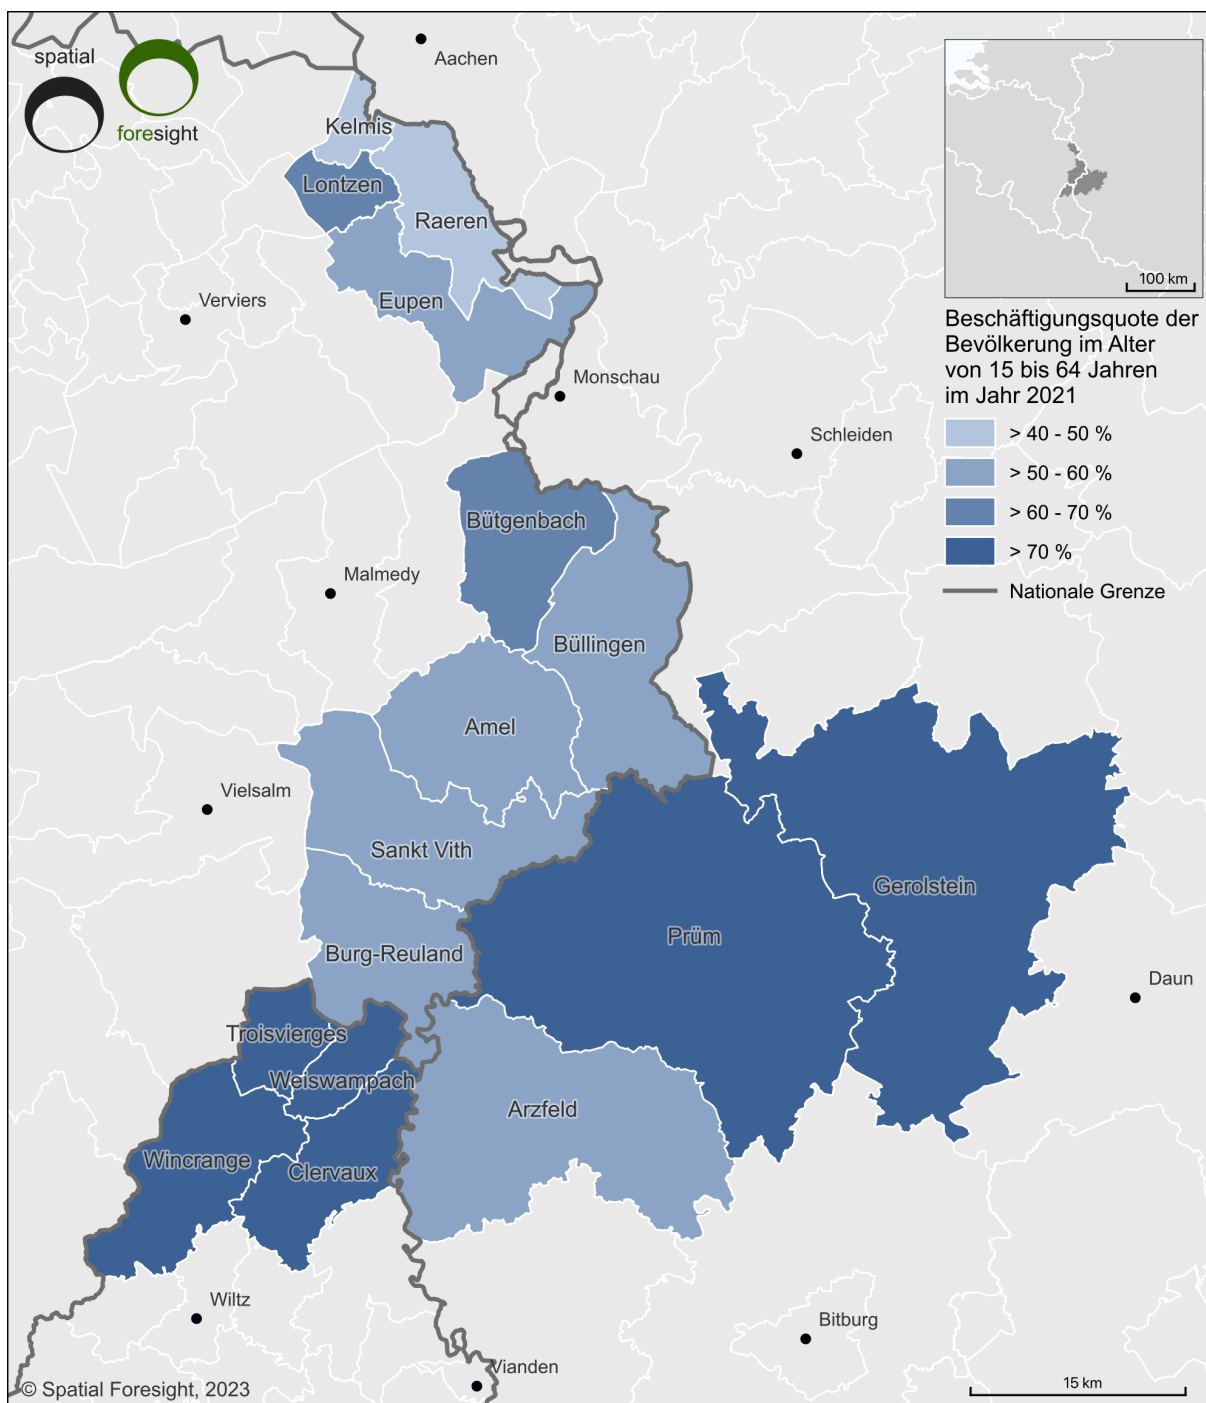 spatial
foresight
Aachen
Kelmis
Lontzen
Raeren
Verviers
Eupen
Monschau
Schleiden
100 km
Beschäftigungsquote der
Bevölkerung im Alter
von 15 bis 64 Jahren
im Jahr 2021
> 40 - 50 %
> 50 - 60 %
> 60 - 70 %
> 70 %
Nationale Grenze
Bütgenbach
Malmedy
Büllingen
Amel
Vielsalm
Sankt Vith
Gerolstein
Prüm
Burg-Reuland
Daun
Troisvierges
Weiswampach
Arzfeld
Wincrange
Clervaux
Wiltz
Bitburg
Vianden
© Spatial Foresight, 2023
15 km